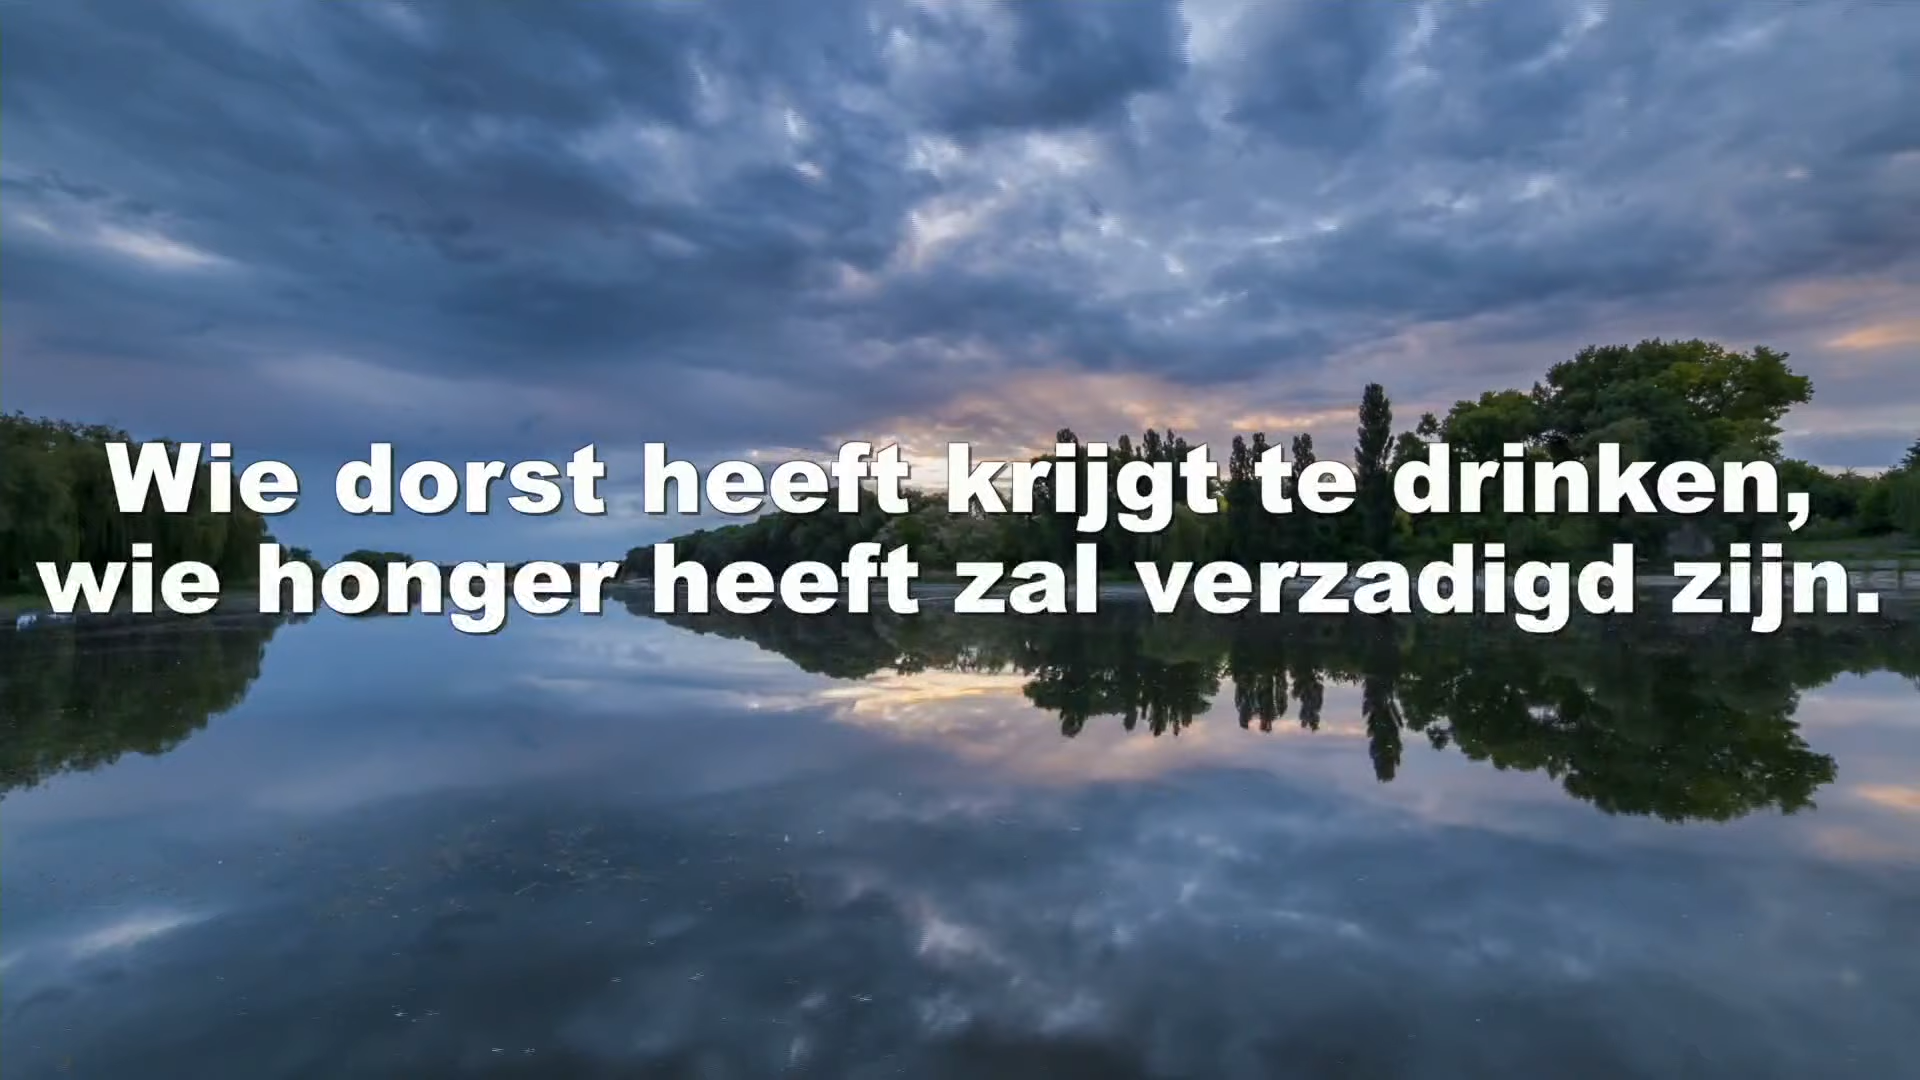 Wie dorst heeft krijgt te drinken,
wie honger heeft zal verzadigd zijn.